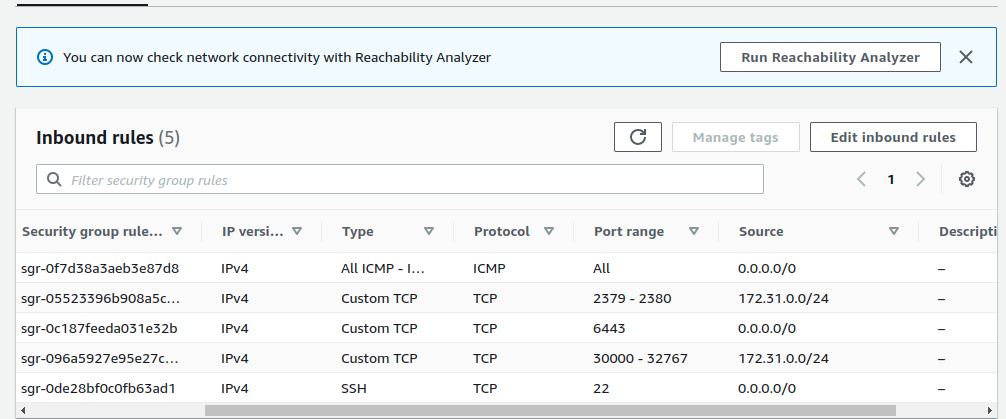 You can now check network connectivity with Reachability Analyzer Run Reachability Analyzer
Inbound rules (5) Manage tags Edit inbound rules
Filter security group rules 1
Security group rule... IP versi... Type Protocol Port range Source Descripti
sgr-0f7d38a3aeb3e87d8 IPv4 All ICMP - I... ICMP All 0.0.0.0/0 –
sgr-05523396b908a5c... IPv4 Custom TCP TCP 2379 - 2380 172.31.0.0/24 –
sgr-0c187feeda031e32b IPv4 Custom TCP TCP 6443 0.0.0.0/0 –
sgr-096a5927e95e27c... IPv4 Custom TCP TCP 30000 - 32767 172.31.0.0/24 –
sgr-0de28bf0c0fb63ad1 IPv4 SSH TCP 22 0.0.0.0/0 –